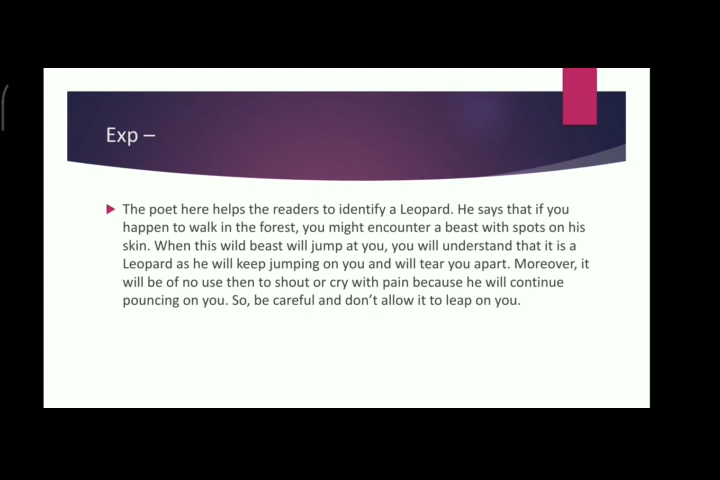 Exp –
The poet here helps the readers to identify a Leopard. He says that if you
happen to walk in the forest, you might encounter a beast with spots on his
skin. When this wild beast will jump at you, you will understand that it is a
Leopard as he will keep jumping on you and will tear you apart. Moreover, it
will be of no use then to shout or cry with pain because he will continue
pouncing on you. So, be careful and don’t allow it to leap on you.